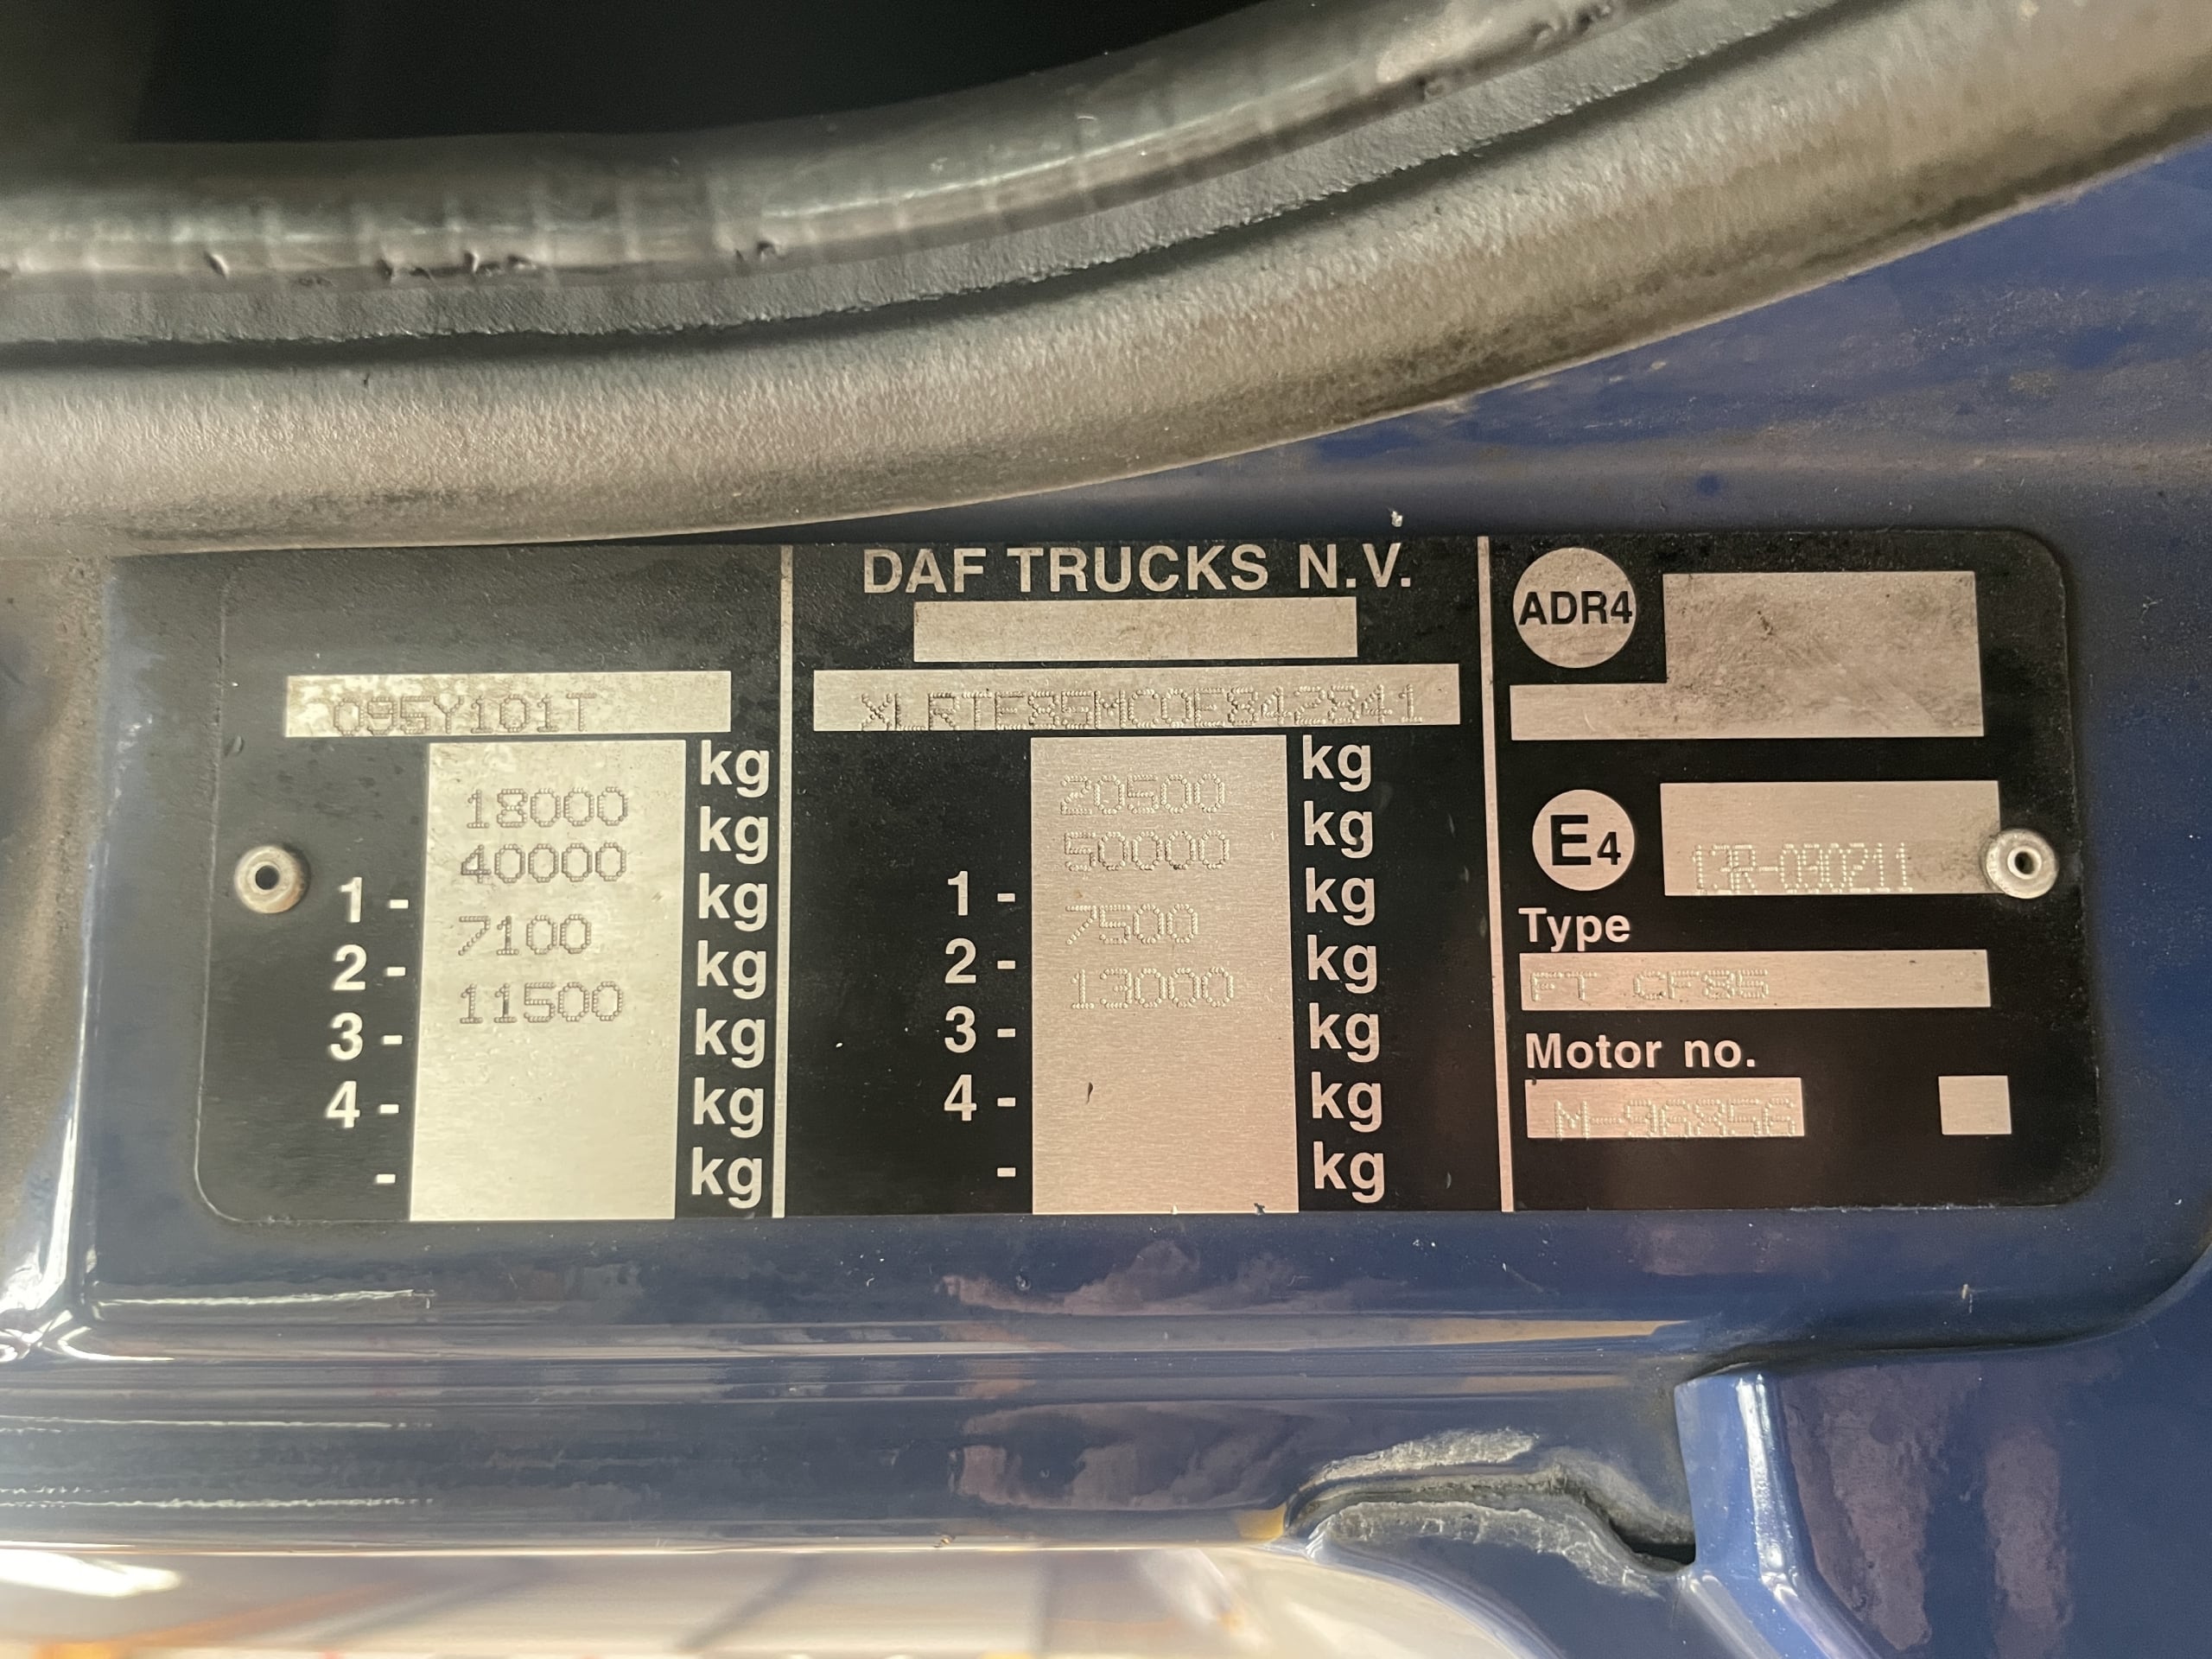 DAF TRUCKS N.V.
095Y101T
18000 kg
40000 kg
1 - 7100 kg
2 - 11500 kg
3 - kg
4 - kg
- kg
XLRTE85MC0E842841
20500 kg
50000 kg
1 - 7500 kg
2 - 13000 kg
3 - kg
4 - kg
- kg
ADR4
E4 13R-090211
Type
FT CF85
Motor no.
M-96856